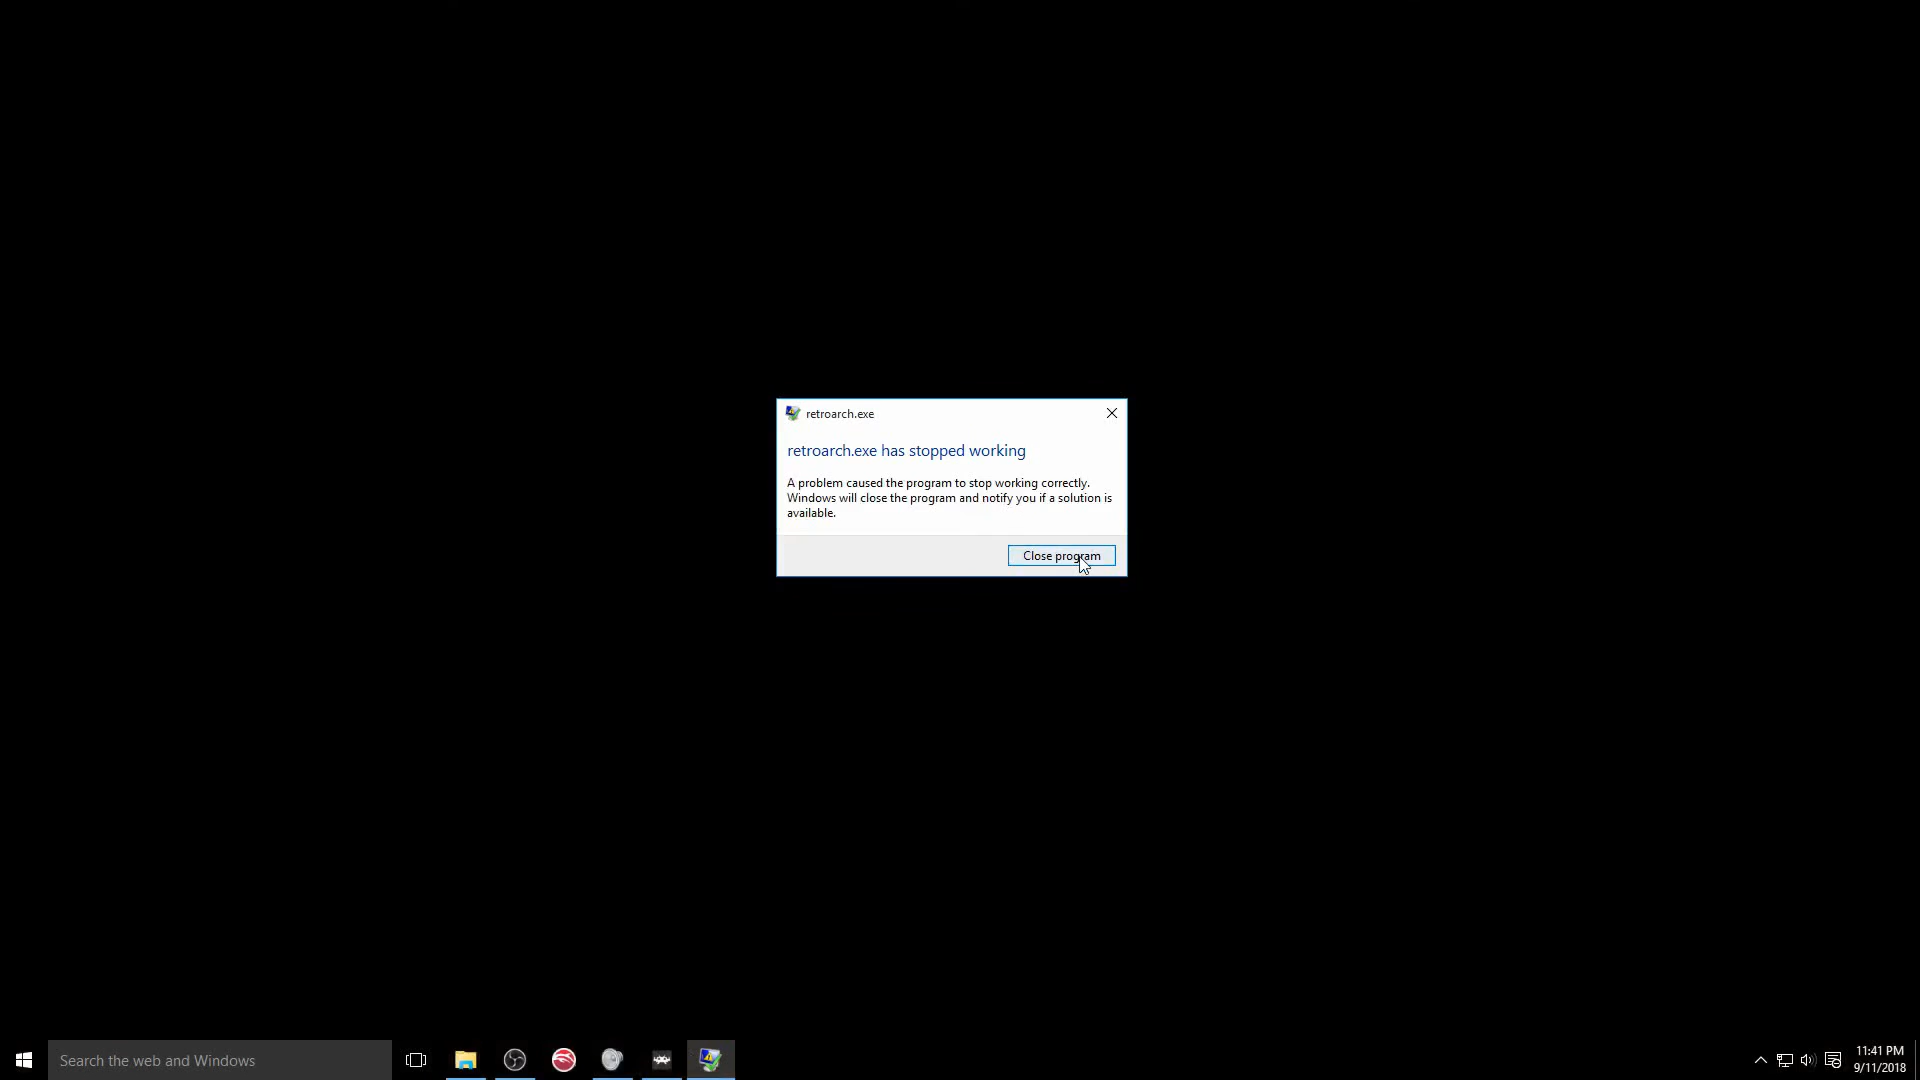 retroarch.exe
retroarch.exe has stopped working
A problem caused the program to stop working correctly.
Windows will close the program and notify you if a solution is
available.
Close program
Search the web and Windows
11:41 PM
9/11/2018